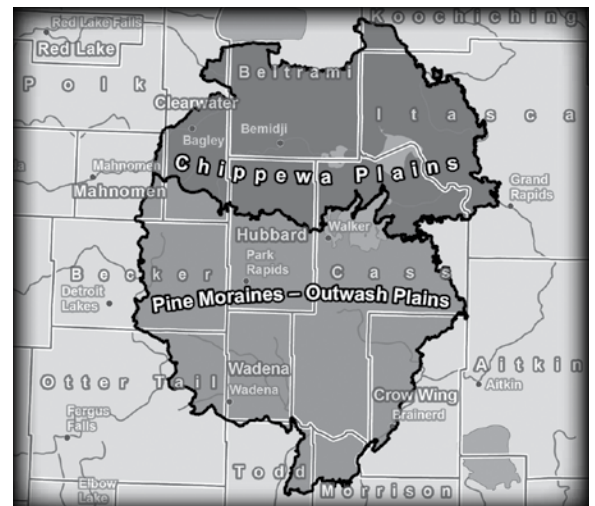 Koochiching
Red Lake Falls
Red Lake
Polk
Beltrami
Clearwater
Itasca
Bagley
Bemidji
Chippewa Plains
Mahnomen
Mahnomen
Grand
Rapids
Hubbard
Walker
Park
Rapids
Becker
Cass
Detroit
Lakes
Pine Moraines – Outwash Plains
Wadena
Wadena
Aitkin
Aitkin
Otter Tail
Crow Wing
Brainerd
Fergus
Falls
Todd
Morrison
Elbow
Lake